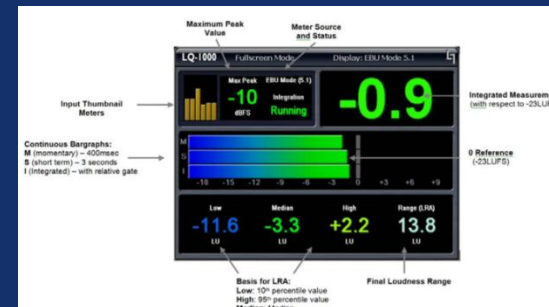 Maximum Peak
Value
Meter Source
and Status
LQ-1000 Fullscreen Mode Display: EBU Mode 5.1
Input Thumbnail
Meters
Max Peak
-10
dBFS
EBU Mode (5.1)
Integration
Running
-0.9
Integrated Measurem
(with respect to -23LUF
Continuous Bargraphs:
M (momentary) – 400msec
S (short term) – 3 seconds
I (Integrated) – with relative gate
M
S
I
-18 -15 -12 -9 -6 -3 0 +3 +6 +9
0 Reference
(-23LUFS)
Low Median High Range (LRA)
-11.6 -3.3 +2.2 13.8
LU LU LU LU
Basis for LRA:
Low: 10th percentile value
High: 95th percentile value
Final Loudness Range